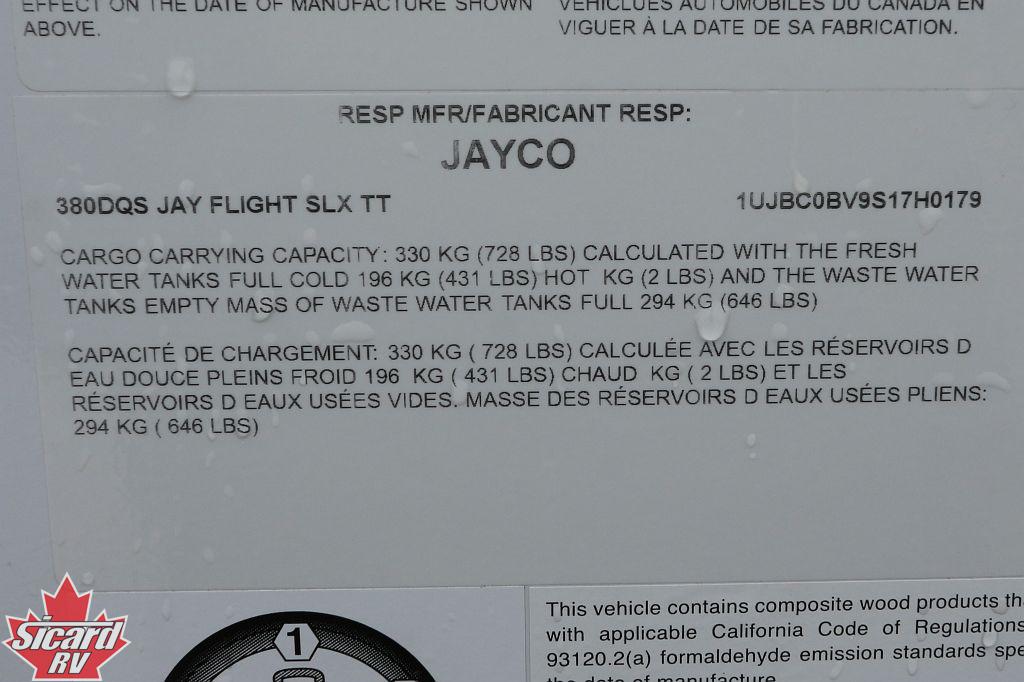 EFFECT ON THE DATE OF MANUFACTURE SHOWN
ABOVE.
VÉHICLUES AUTOMOBILES DU CANADA EN
VIGUER À LA DATE DE SA FABRICATION.
RESP MFR/FABRICANT RESP:
JAYCO
380DQS JAY FLIGHT SLX TT
1UJBC0BV9S17H0179
CARGO CARRYING CAPACITY: 330 KG (728 LBS) CALCULATED WITH THE FRESH
WATER TANKS FULL COLD 196 KG (431 LBS) HOT KG (2 LBS) AND THE WASTE WATER
TANKS EMPTY MASS OF WASTE WATER TANKS FULL 294 KG (646 LBS)
CAPACITÉ DE CHARGEMENT: 330 KG ( 728 LBS) CALCULÉE AVEC LES RÉSERVOIRS D
EAU DOUCE PLEINS FROID 196 KG ( 431 LBS) CHAUD KG ( 2 LBS) ET LES
RÉSERVOIRS D EAUX USÉES VIDES. MASSE DES RÉSERVOIRS D EAUX USÉES PLIENS:
294 KG ( 646 LBS)
Sicard
RV
1
This vehicle contains composite wood products
with applicable California Code of Regulations
93120.2(a) formaldehyde emission standards
the date of manufacture